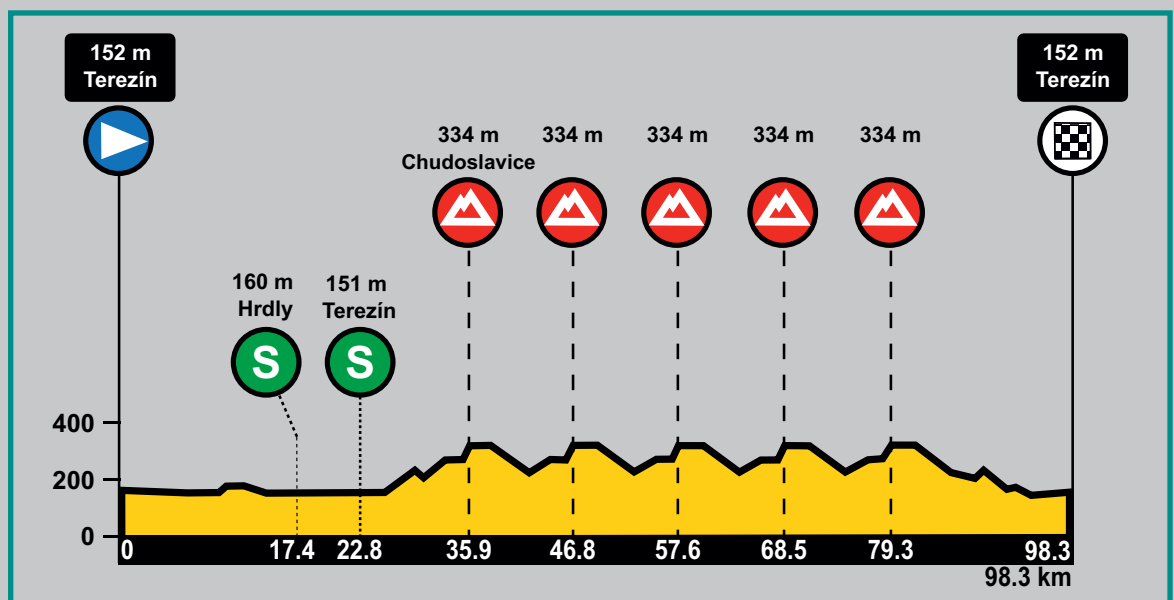 152 m
Terezín
152 m
Terezín
334 m
Chudoslavice
334 m
334 m
334 m
334 m
160 m
Hrdly
151 m
Terezín
S
S
400
200
0
0
17.4
22.8
35.9
46.8
57.6
68.5
79.3
98.3
98.3 km